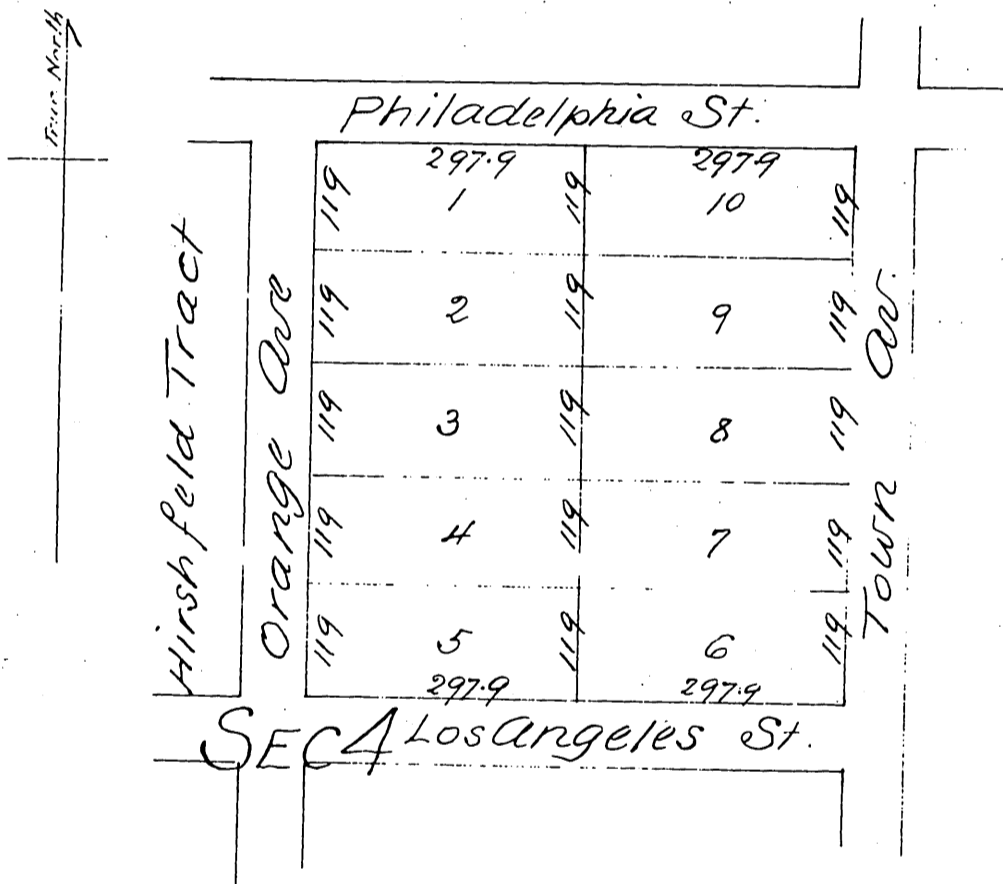 True North
Philadelphia St.
297.9 297.9
119 1 119 10 119
119 2 119 9 119
119 3 119 8 119
119 4 119 7 119
119 5 119 6 119
297.9 297.9
Hirshfeld Tract
Orange Ave
Town Av.
SEC 4 Los Angeles St.